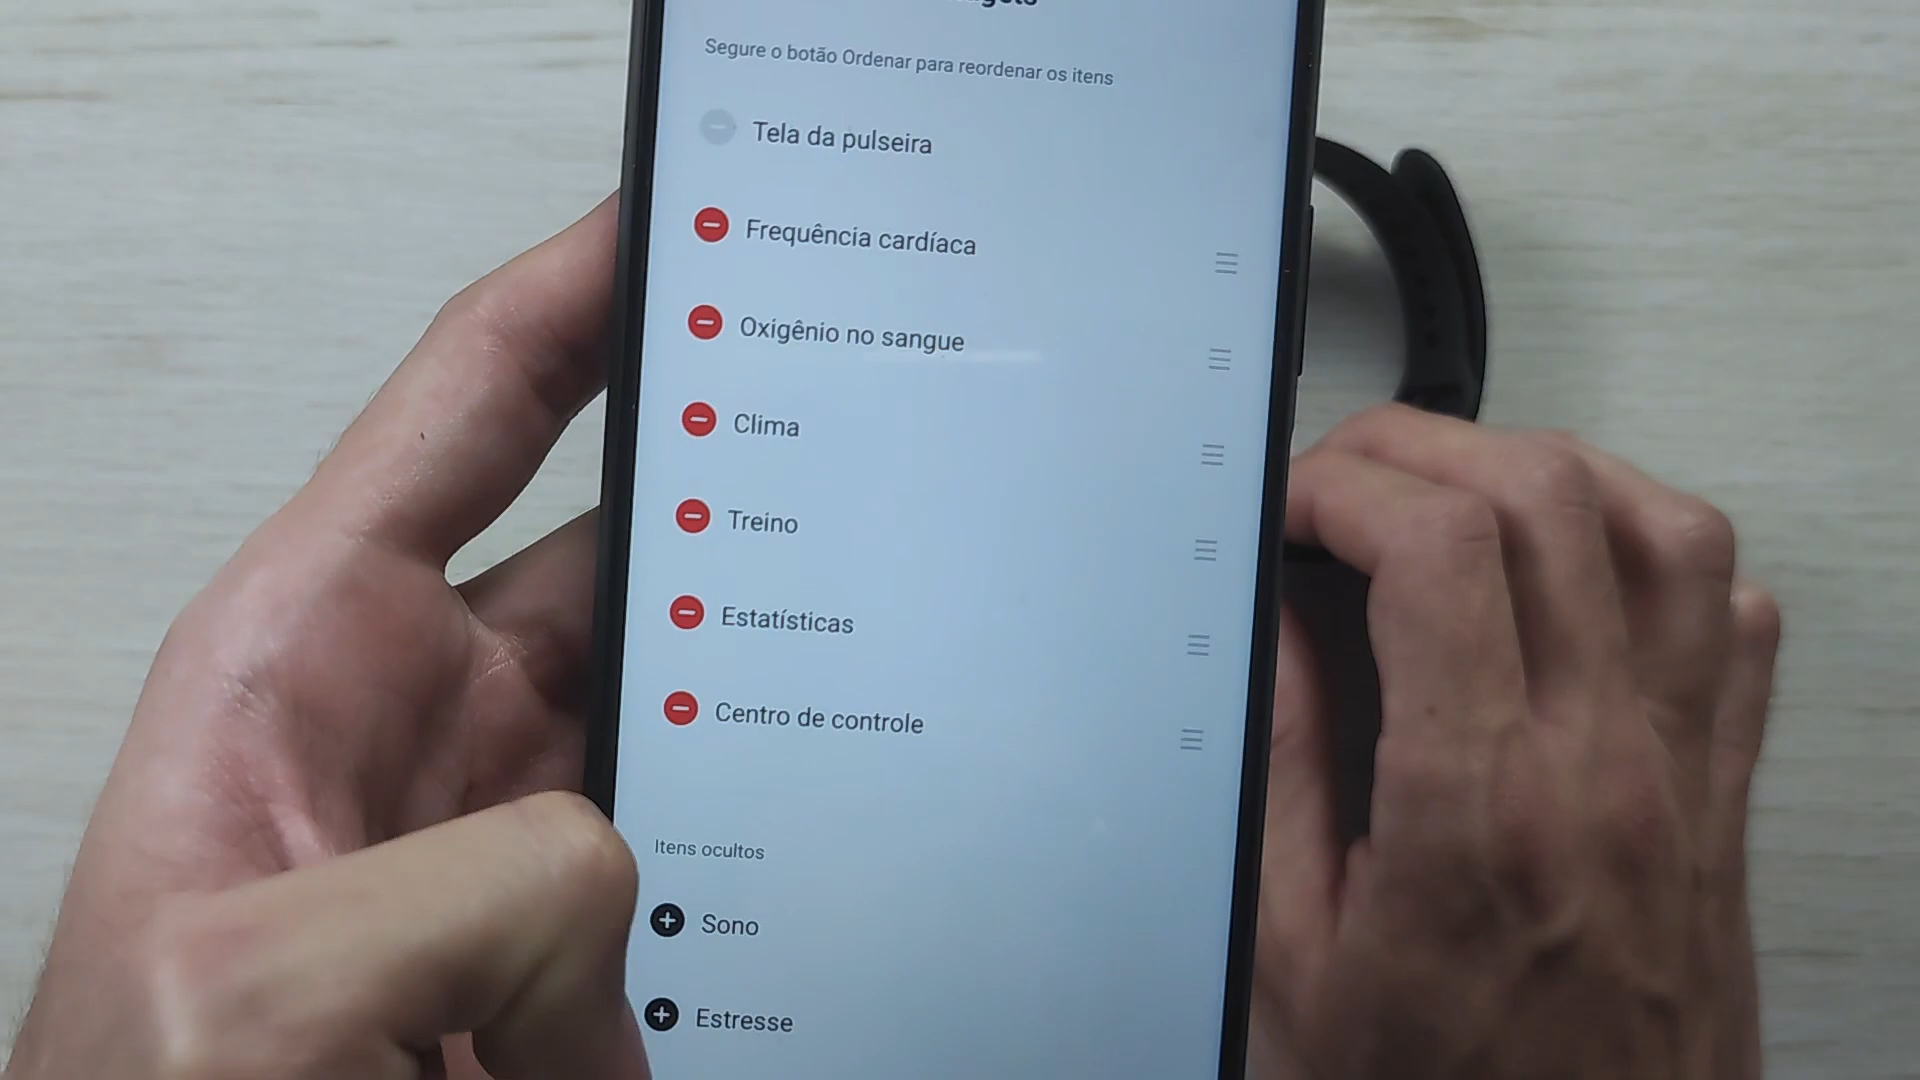 Segure o botão Ordenar para reordenar os itens
Tela da pulseira
Frequência cardíaca
Oxigênio no sangue
Clima
Treino
Estatísticas
Centro de controle
Itens ocultos
Sono
Estresse